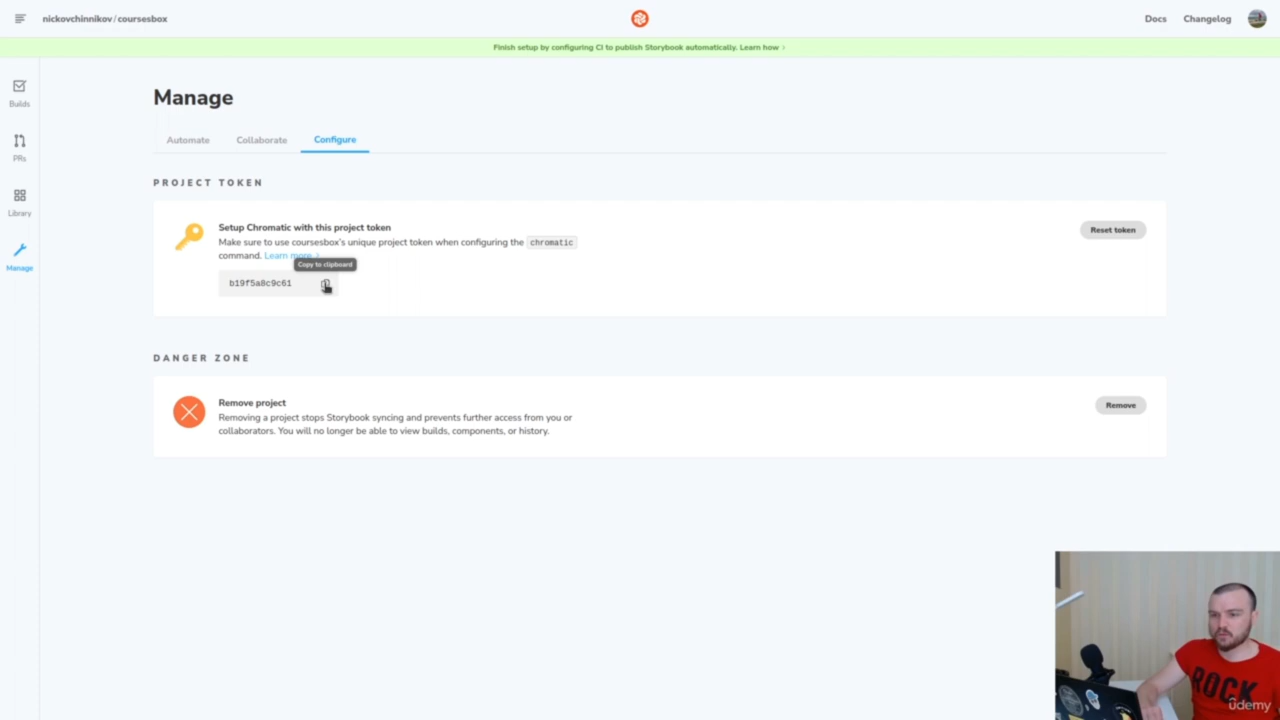 nickovchinnikov / coursesbox
Docs
Changelog
Finish setup by configuring CI to publish Storybook automatically. Learn how ›
Builds
PRs
Library
Manage
Manage
Automate
Collaborate
Configure
PROJECT TOKEN
Setup Chromatic with this project token
Make sure to use coursesbox's unique project token when configuring the chromatic
command. Learn more ›
Copy to clipboard
b19f5a8c9c61
Reset token
DANGER ZONE
Remove project
Removing a project stops Storybook syncing and prevents further access from you or
collaborators. You will no longer be able to view builds, components, or history.
Remove
ROCK
ûdemy